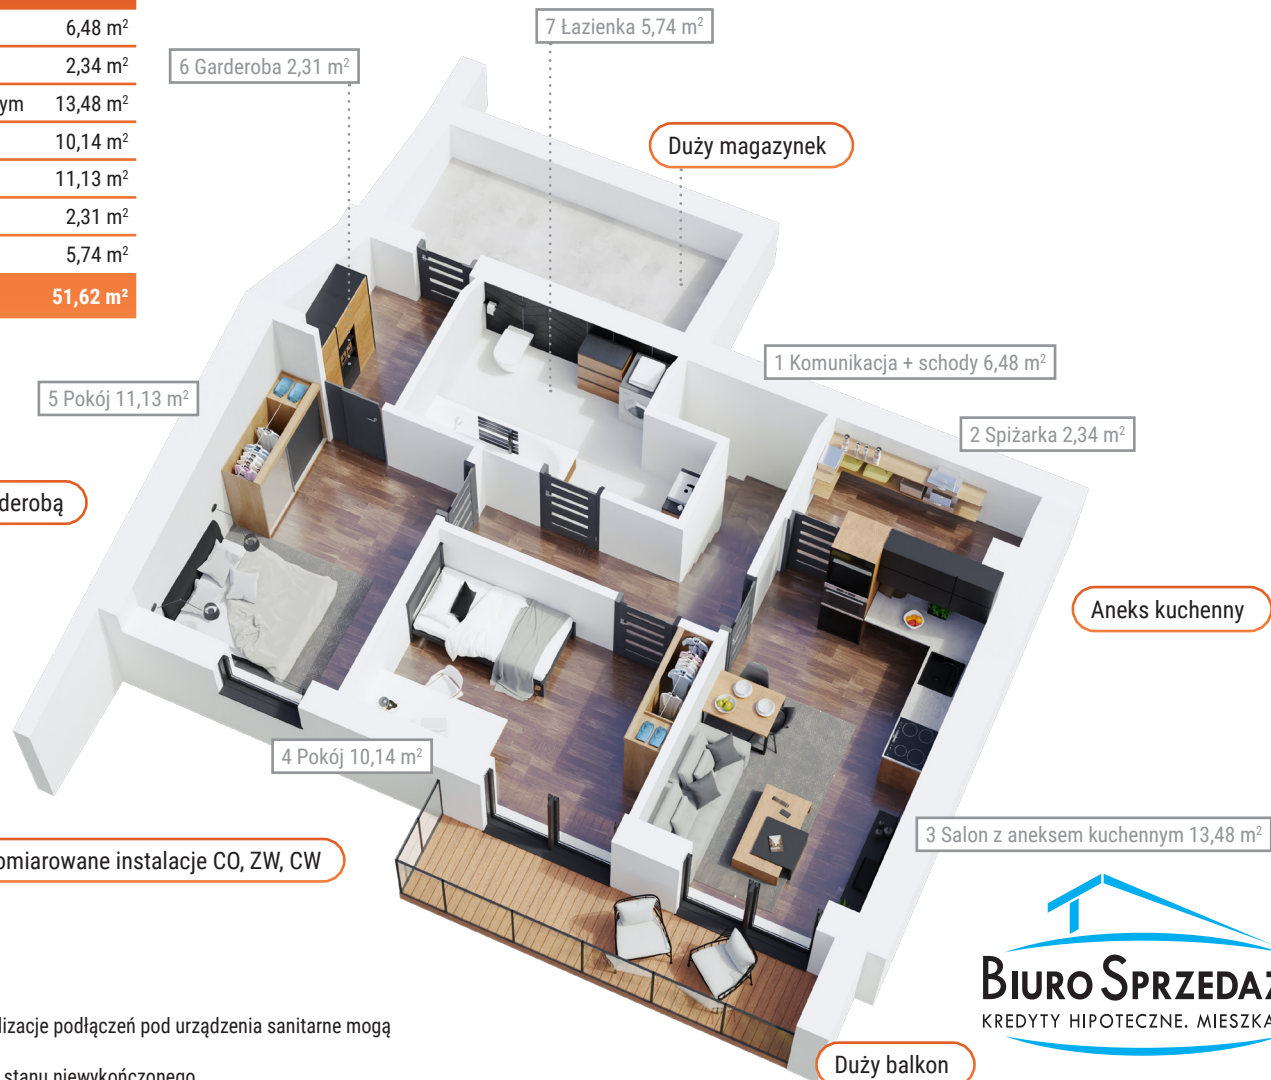 6,48 m²
2,34 m²
ym 13,48 m²
10,14 m²
11,13 m²
2,31 m²
5,74 m²
51,62 m²
7 Łazienka 5,74 m²
6 Garderoba 2,31 m²
Duży magazynek
1 Komunikacja + schody 6,48 m²
5 Pokój 11,13 m²
2 Spiżarka 2,34 m²
derobą
Aneks kuchenny
4 Pokój 10,14 m²
3 Salon z aneksem kuchennym 13,48 m²
omiarowane instalacje CO, ZW, CW
BIURO SPRZEDAŻ
KREDYTY HIPOTECZNE. MIESZKA
lizacje podłączeń pod urządzenia sanitarne mogą
Duży balkon
stanu niewykończonego